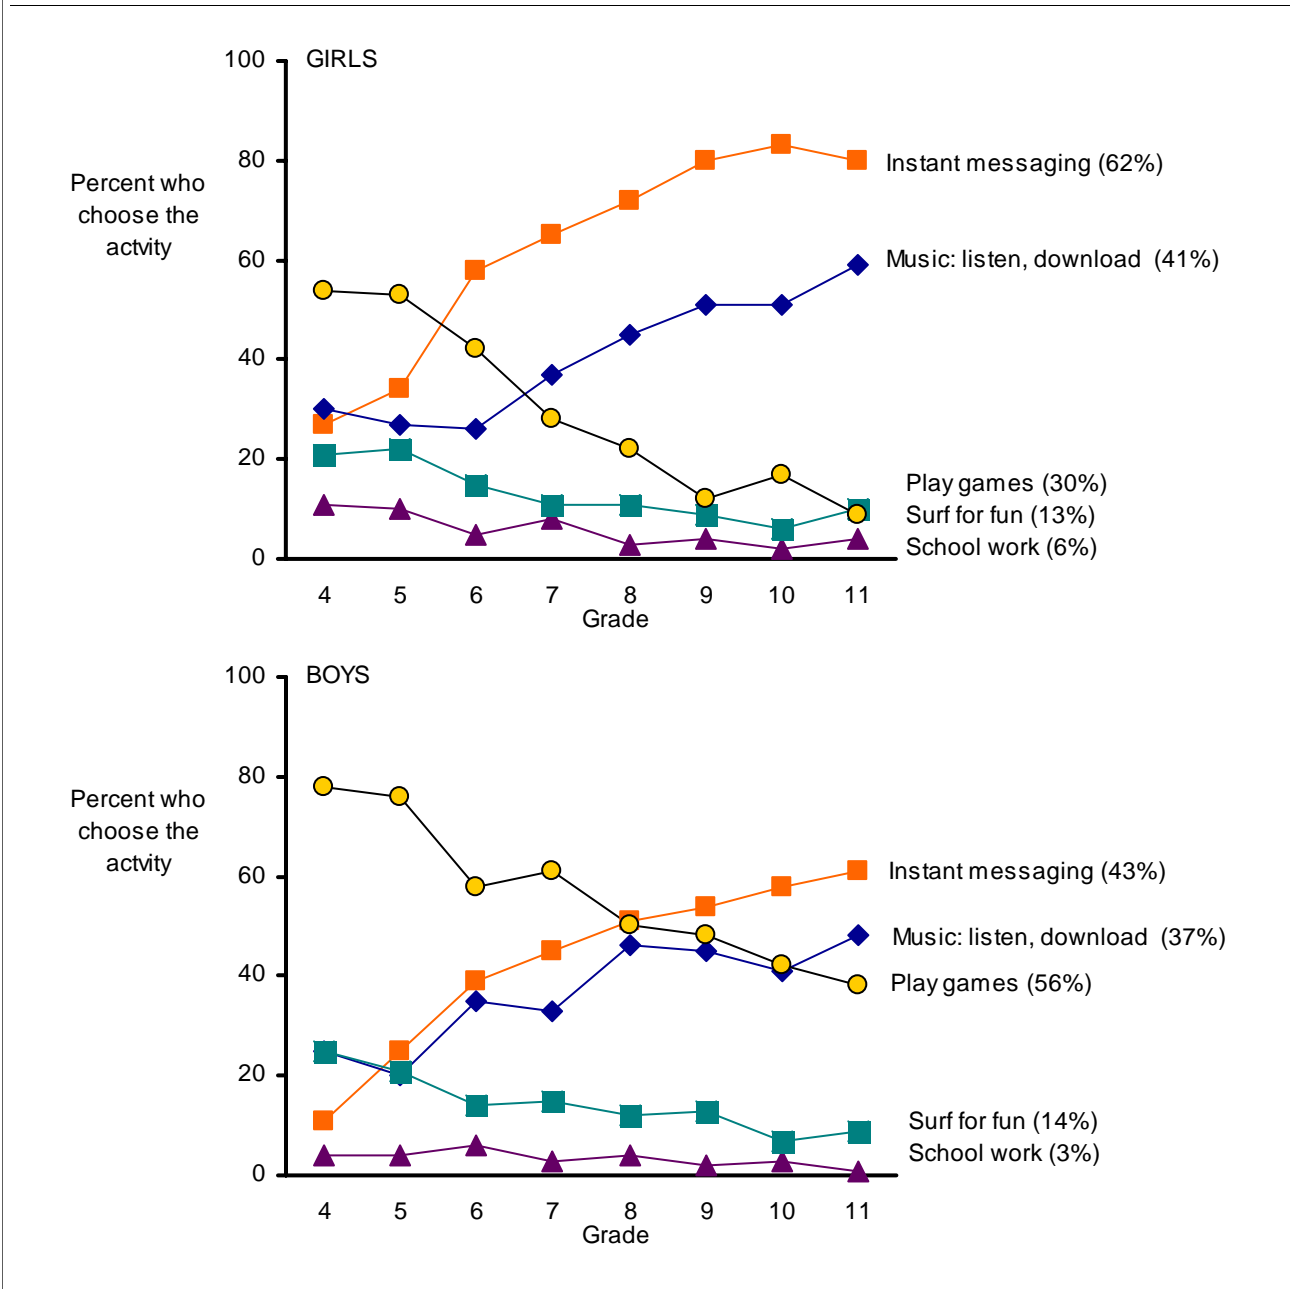 GIRLS
100
80
60
40
20
0
Percent who
choose the
actvity
Instant messaging (62%)
Music: listen, download (41%)
Play games (30%)
Surf for fun (13%)
School work (6%)
4 5 6 7 8 9 10 11
Grade
BOYS
100
80
60
40
20
0
Percent who
choose the
actvity
Instant messaging (43%)
Music: listen, download (37%)
Play games (56%)
Surf for fun (14%)
School work (3%)
4 5 6 7 8 9 10 11
Grade